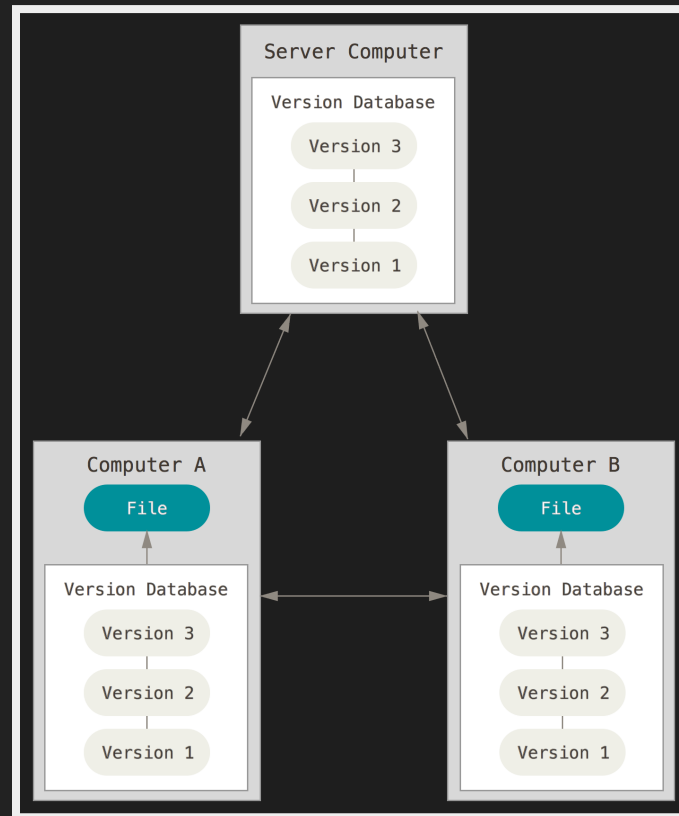 Server Computer
Version Database
Version 3
Version 2
Version 1
Computer A
File
Version Database
Version 3
Version 2
Version 1
Computer B
File
Version Database
Version 3
Version 2
Version 1